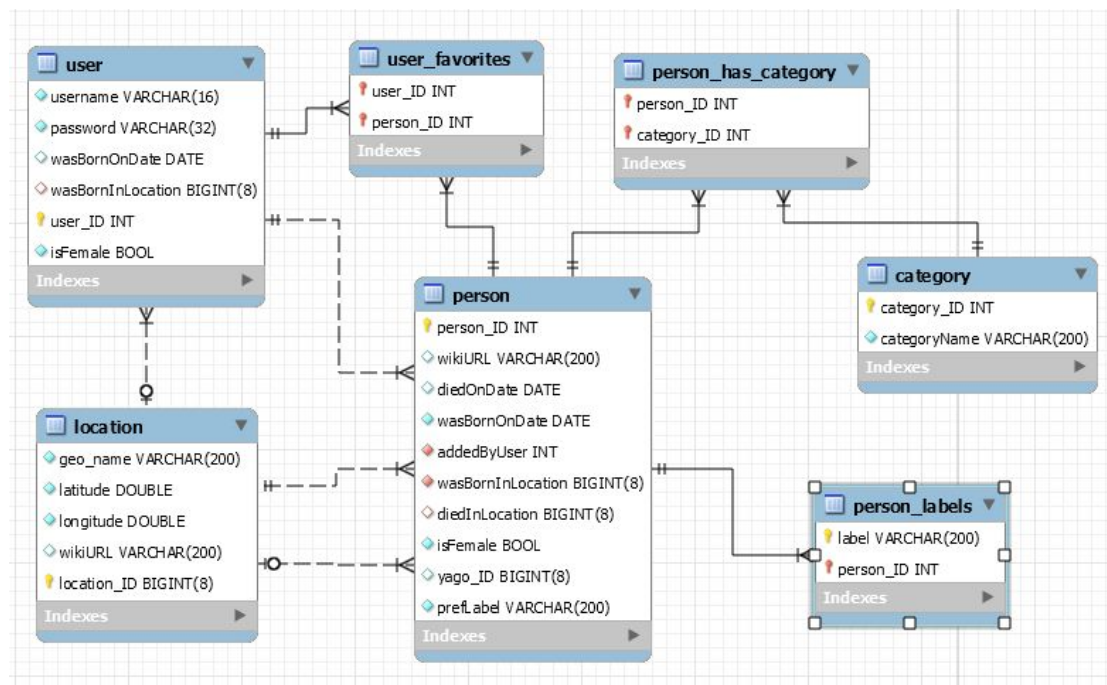 user
username VARCHAR(16)
password VARCHAR(32)
wasBornOnDate DATE
wasBornInLocation BIGINT(8)
user_ID INT
isFemale BOOL
Indexes
user_favorites
user_ID INT
person_ID INT
Indexes
person_has_category
person_ID INT
category_ID INT
Indexes
category
category_ID INT
categoryName VARCHAR(200)
Indexes
person
person_ID INT
wikiURL VARCHAR(200)
diedOnDate DATE
wasBornOnDate DATE
addedByUser INT
wasBornInLocation BIGINT(8)
diedInLocation BIGINT(8)
isFemale BOOL
yago_ID BIGINT(8)
prefLabel VARCHAR(200)
Indexes
location
geo_name VARCHAR(200)
latitude DOUBLE
longitude DOUBLE
wikiURL VARCHAR(200)
location_ID BIGINT(8)
Indexes
person_labels
label VARCHAR(200)
person_ID INT
Indexes